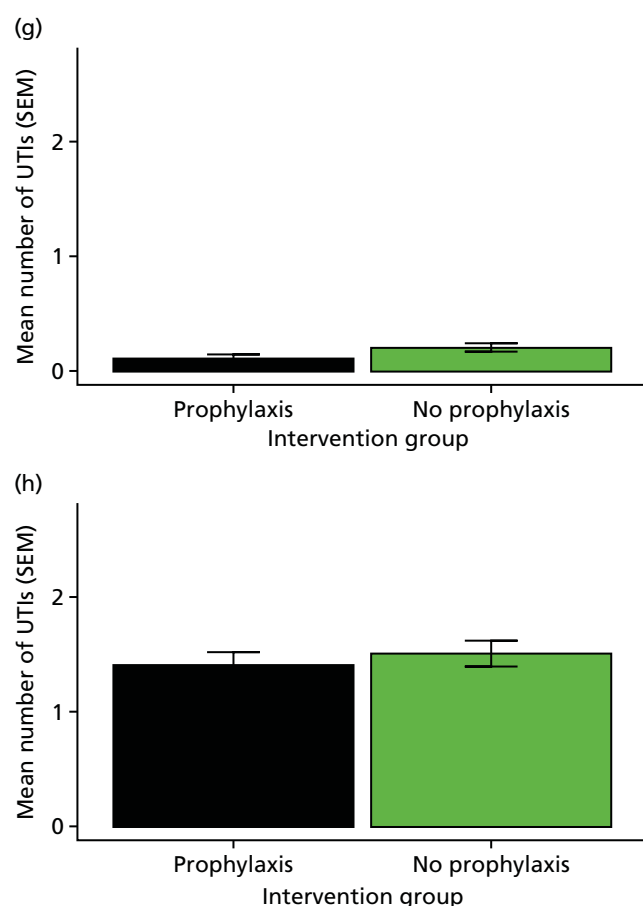 (g)
Mean number of UTIs (SEM)
2
1
0
Prophylaxis
No prophylaxis
Intervention group
(h)
Mean number of UTIs (SEM)
2
1
0
Prophylaxis
No prophylaxis
Intervention group